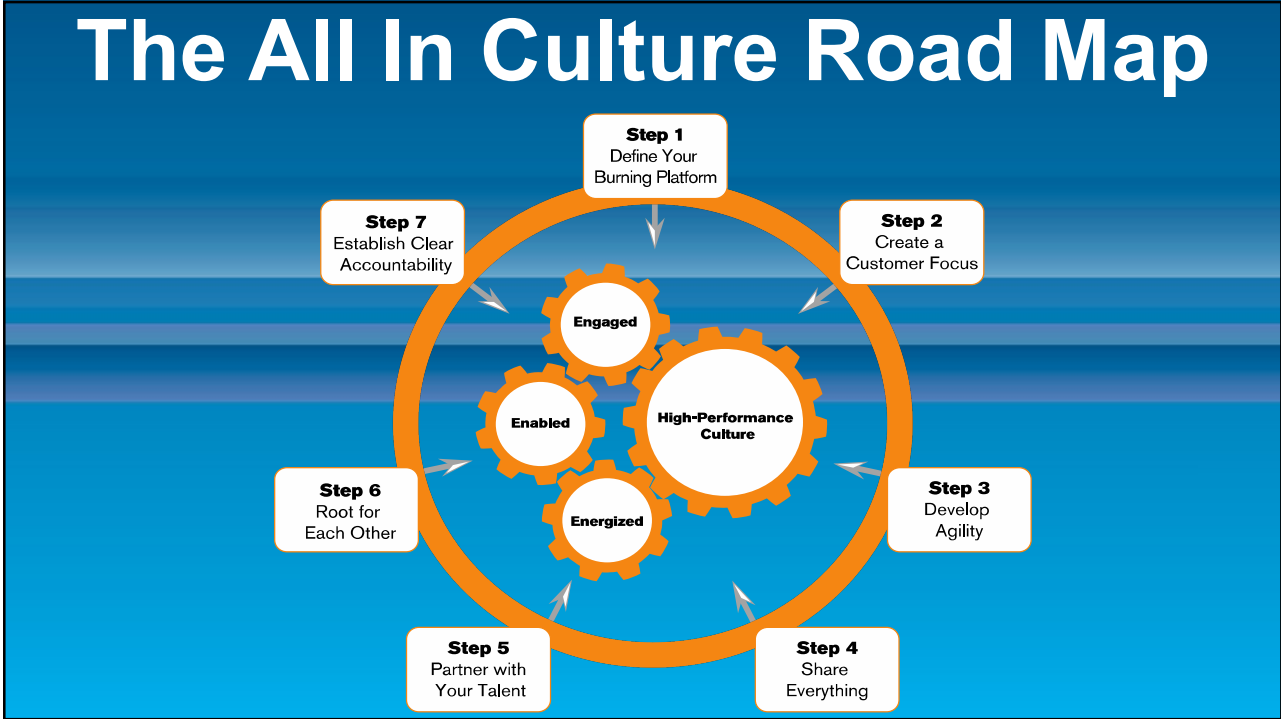 The All In Culture Road Map
Step 1
Define Your
Burning Platform
Step 2
Create a
Customer Focus
Step 3
Develop
Agility
Step 4
Share
Everything
Step 5
Partner with
Your Talent
Step 6
Root for
Each Other
Step 7
Establish Clear
Accountability
Engaged
Enabled
Energized
High-Performance
Culture